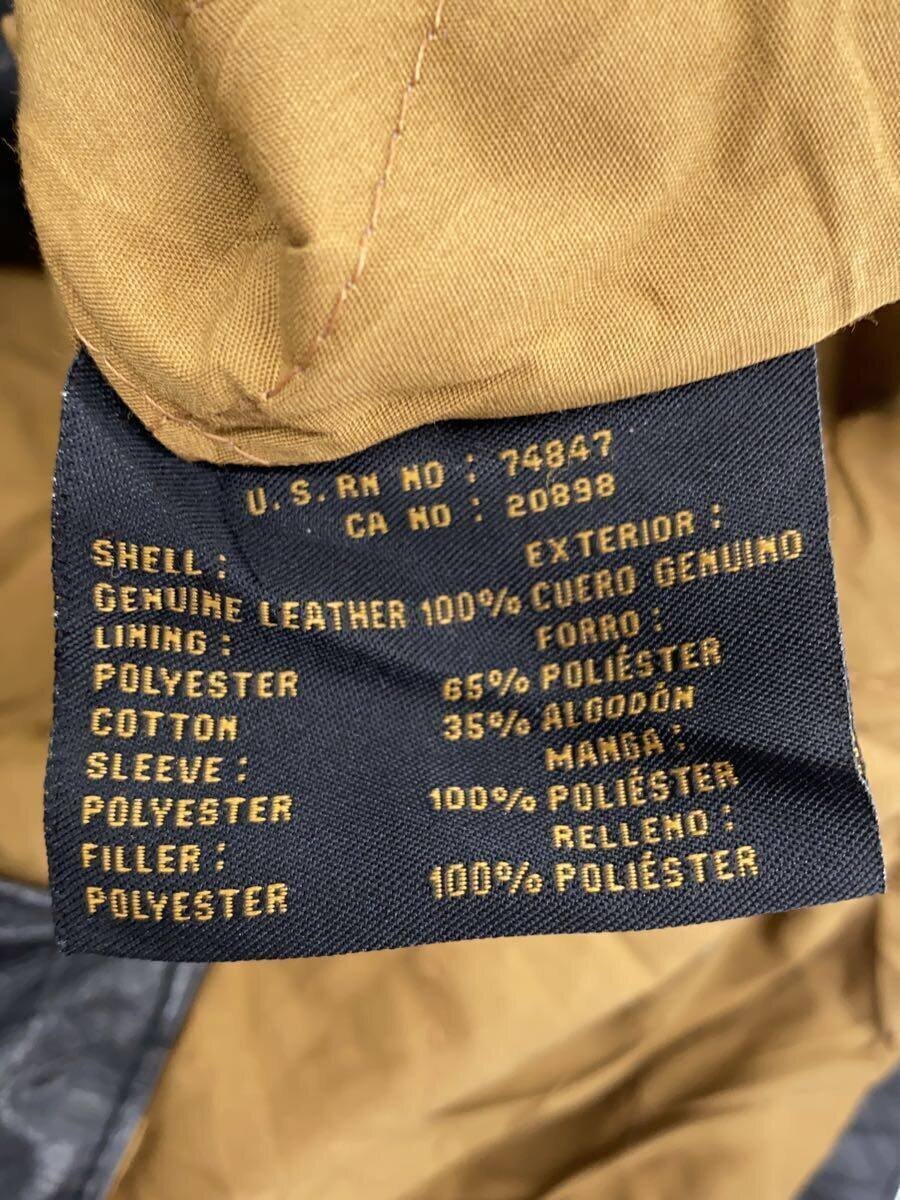 U.S. RN NO : 74847
CA NO : 20898
SHELL : EXTERIOR :
GENUINE LEATHER 100% CUERO GENUINO
LINING : FORRO :
POLYESTER 65% POLIÉSTER
COTTON 35% ALGODÓN
SLEEVE : MANGA :
POLYESTER 100% POLIÉSTER
FILLER : RELLENO :
POLYESTER 100% POLIÉSTER